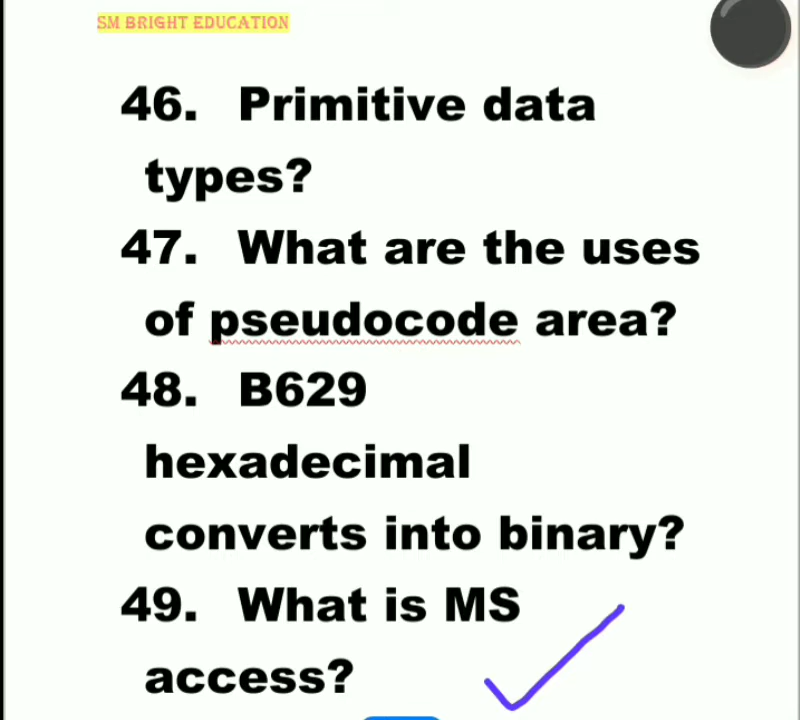 SM BRIGHT EDUCATION
46. Primitive data
types?
47. What are the uses
of pseudocode area?
48. B629
hexadecimal
converts into binary?
49. What is MS
access?